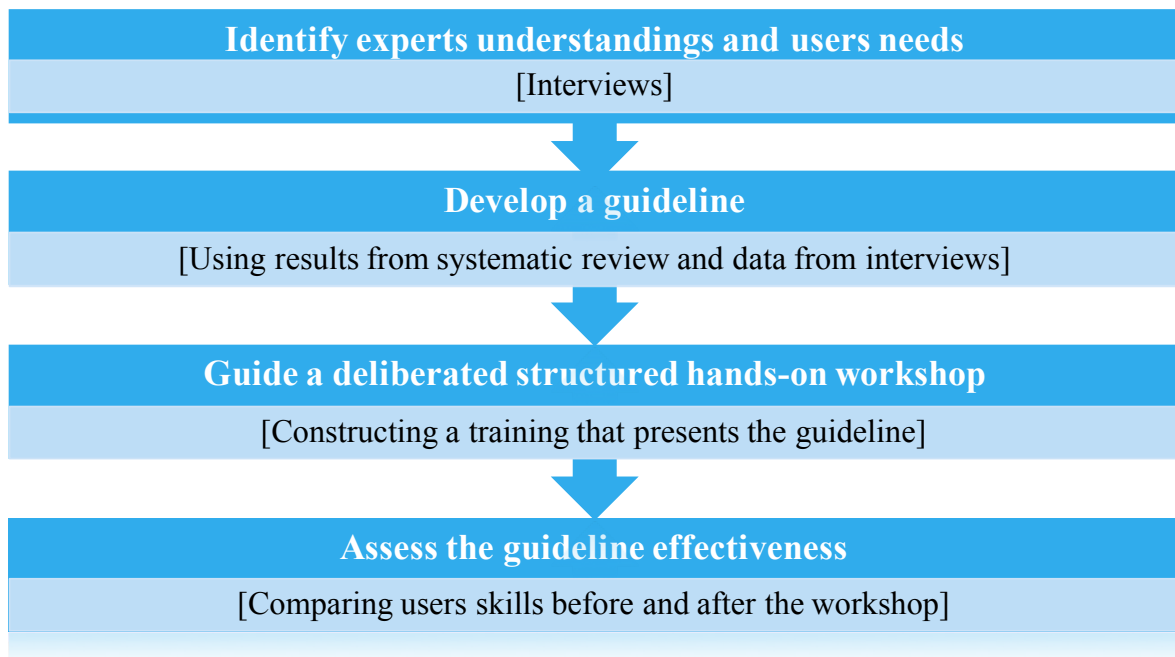 Identify experts understandings and users needs
[Interviews]
Develop a guideline
[Using results from systematic review and data from interviews]
Guide a deliberated structured hands-on workshop
[Constructing a training that presents the guideline]
Assess the guideline effectiveness
[Comparing users skills before and after the workshop]